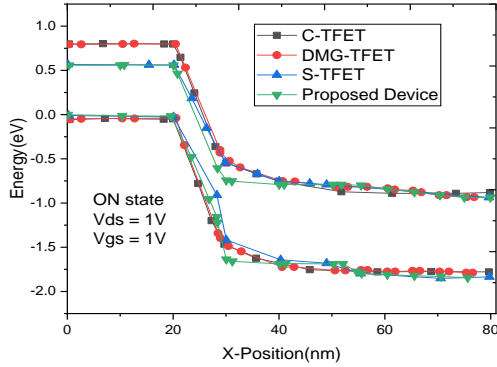 1.0
0.5
0.0
-0.5
-1.0
-1.5
-2.0
Energy(eV)
C-TFET
DMG-TFET
S-TFET
Proposed Device
ON state
Vds = 1V
Vgs = 1V
0
20
40
60
80
X-Position(nm)